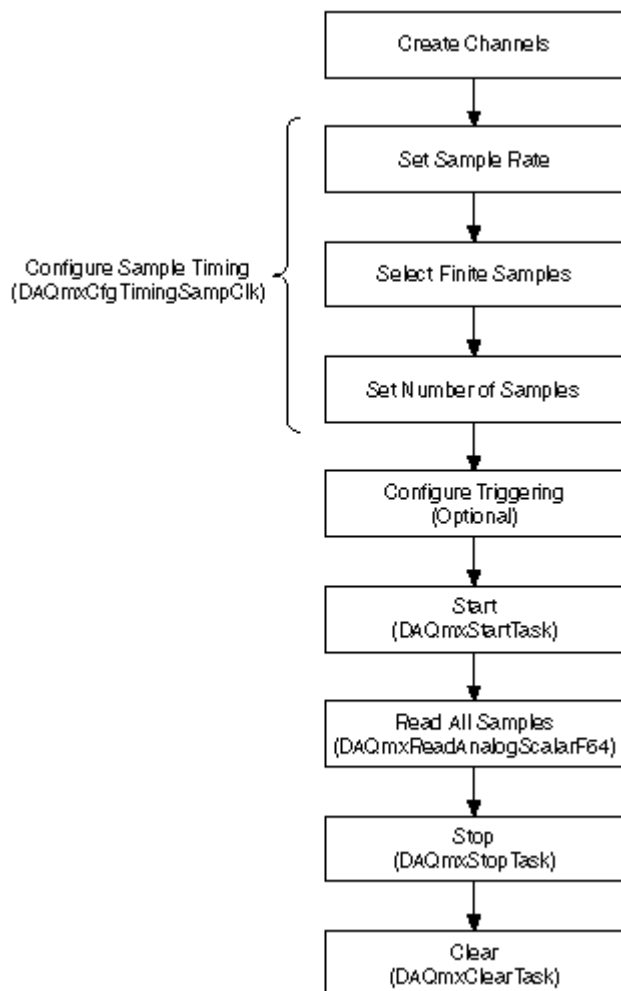 Create Channels
Set Sample Rate
Configure Sample Timing
(DAQmxCfgTimingSampClk)
Select Finite Samples
Set Number of Samples
Configure Triggering
(Optional)
Start
(DAQmxStartTask)
Read All Samples
(DAQmxReadAnalogScalarF64)
Stop
(DAQmxStopTask)
Clear
(DAQmxClearTask)